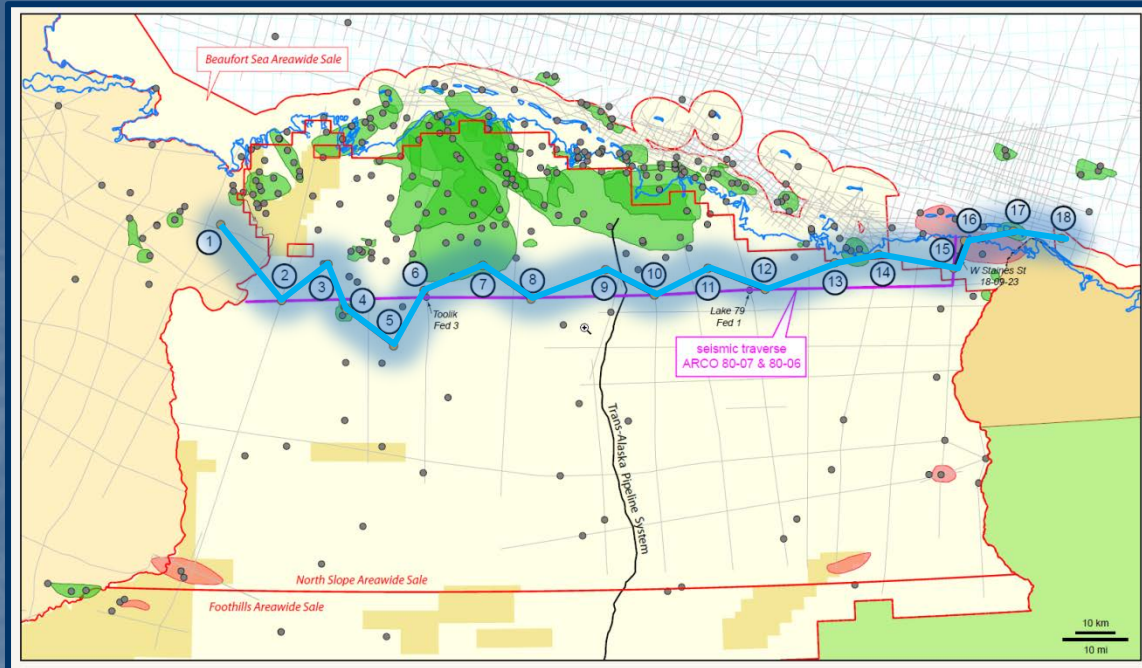 Beaufort Sea Areawide Sale
1
2
3
4
5
6
7
8
9
10
11
12
13
14
15
16
17
18
Toolik
Fed 3
Lake 79
Fed 1
W Staines St
18-09-23
seismic traverse
ARCO 80-07 & 80-06
Trans-Alaska Pipeline System
North Slope Areawide Sale
Foothills Areawide Sale
10 km
10 mi